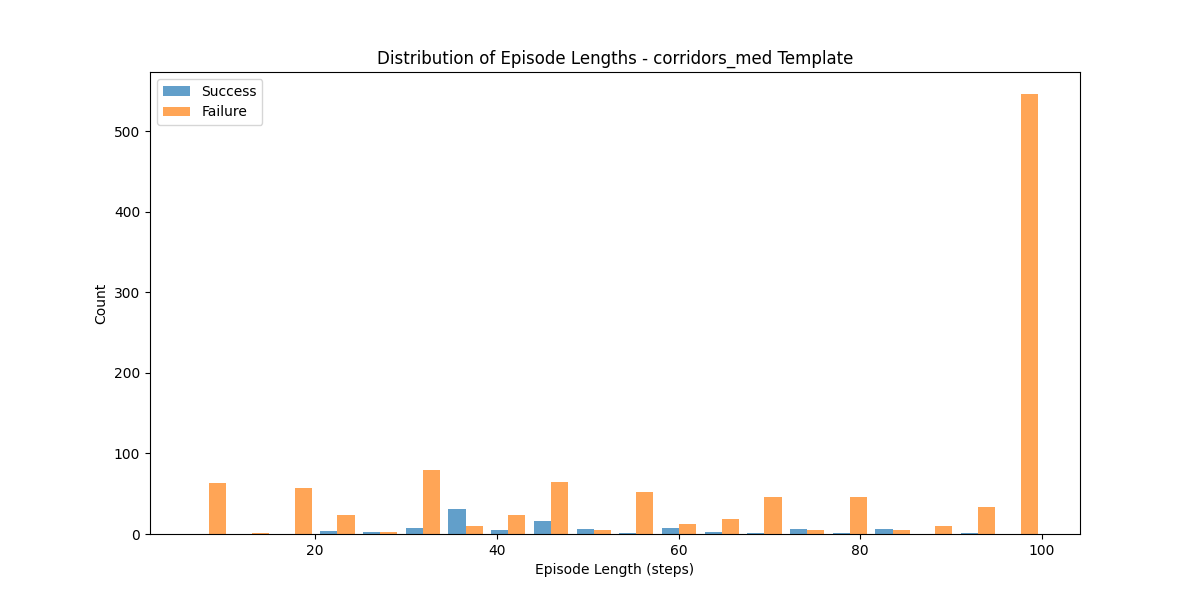 Distribution of Episode Lengths - corridors_med Template
Success
Failure
500
400
300
200
100
0
Count
20
40
60
80
100
Episode Length (steps)